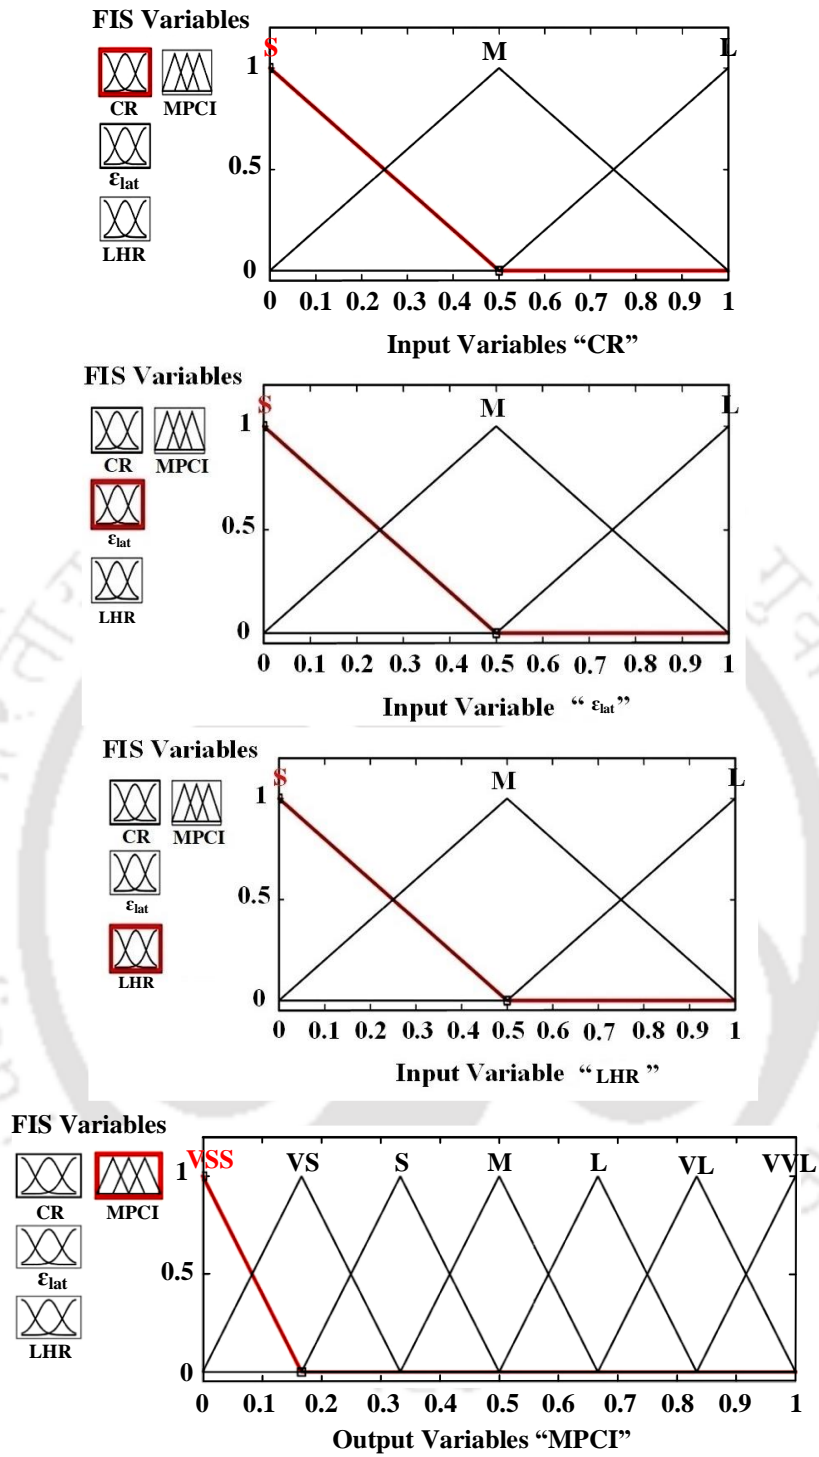 FIS Variables
S M L
CR MPCI
ε_lat
LHR
1
0.5
0
0 0.1 0.2 0.3 0.4 0.5 0.6 0.7 0.8 0.9 1
Input Variables “CR”
FIS Variables
S M L
CR MPCI
ε_lat
LHR
1
0.5
0
0 0.1 0.2 0.3 0.4 0.5 0.6 0.7 0.8 0.9 1
Input Variable “ε_lat”
FIS Variables
S M L
CR MPCI
ε_lat
LHR
1
0.5
0
0 0.1 0.2 0.3 0.4 0.5 0.6 0.7 0.8 0.9 1
Input Variable “LHR”
FIS Variables
VSS VS S M L VL VVL
CR MPCI
ε_lat
LHR
1
0.5
0
0 0.1 0.2 0.3 0.4 0.5 0.6 0.7 0.8 0.9 1
Output Variables “MPCI”